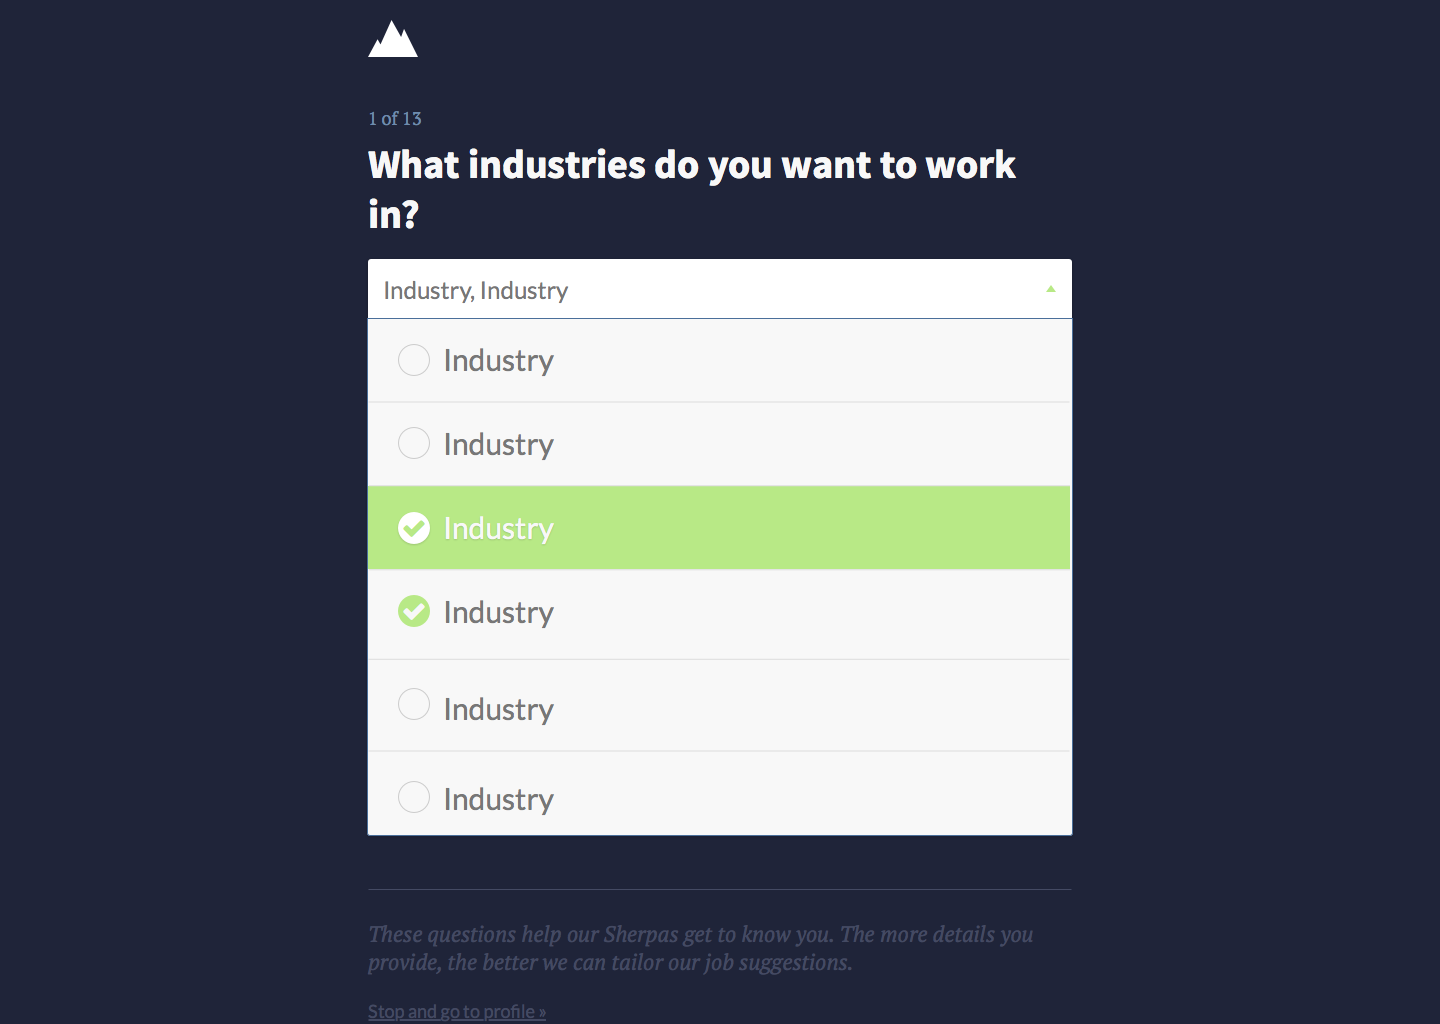 1 of 13
What industries do you want to work
in?
Industry, Industry
Industry
Industry
Industry
Industry
Industry
Industry
These questions help our Sherpas get to know you. The more details you
provide, the better we can tailor our job suggestions.
Stop and go to profile »